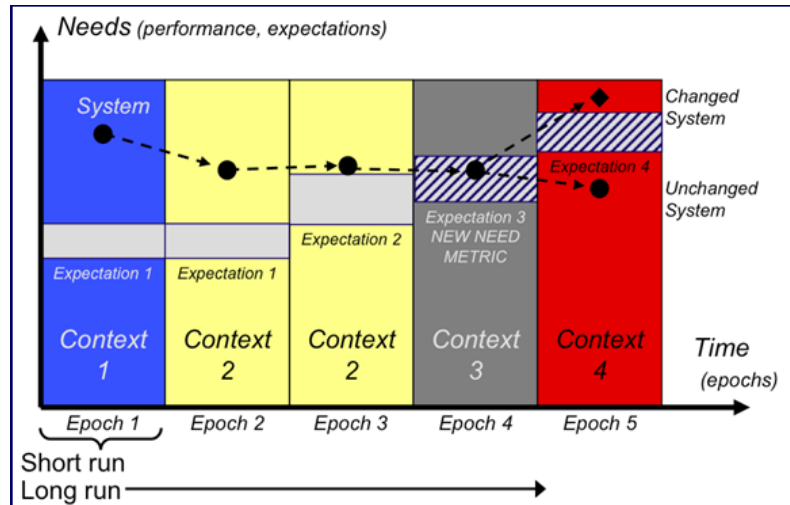 Needs (performance, expectations)
System
Changed
System
Expectation 4
Unchanged
System
Expectation 3
NEW NEED
METRIC
Expectation 2
Expectation 1
Expectation 1
Context
1
Context
2
Context
2
Context
3
Context
4
Time
(epochs)
Epoch 1
Epoch 2
Epoch 3
Epoch 4
Epoch 5
Short run
Long run